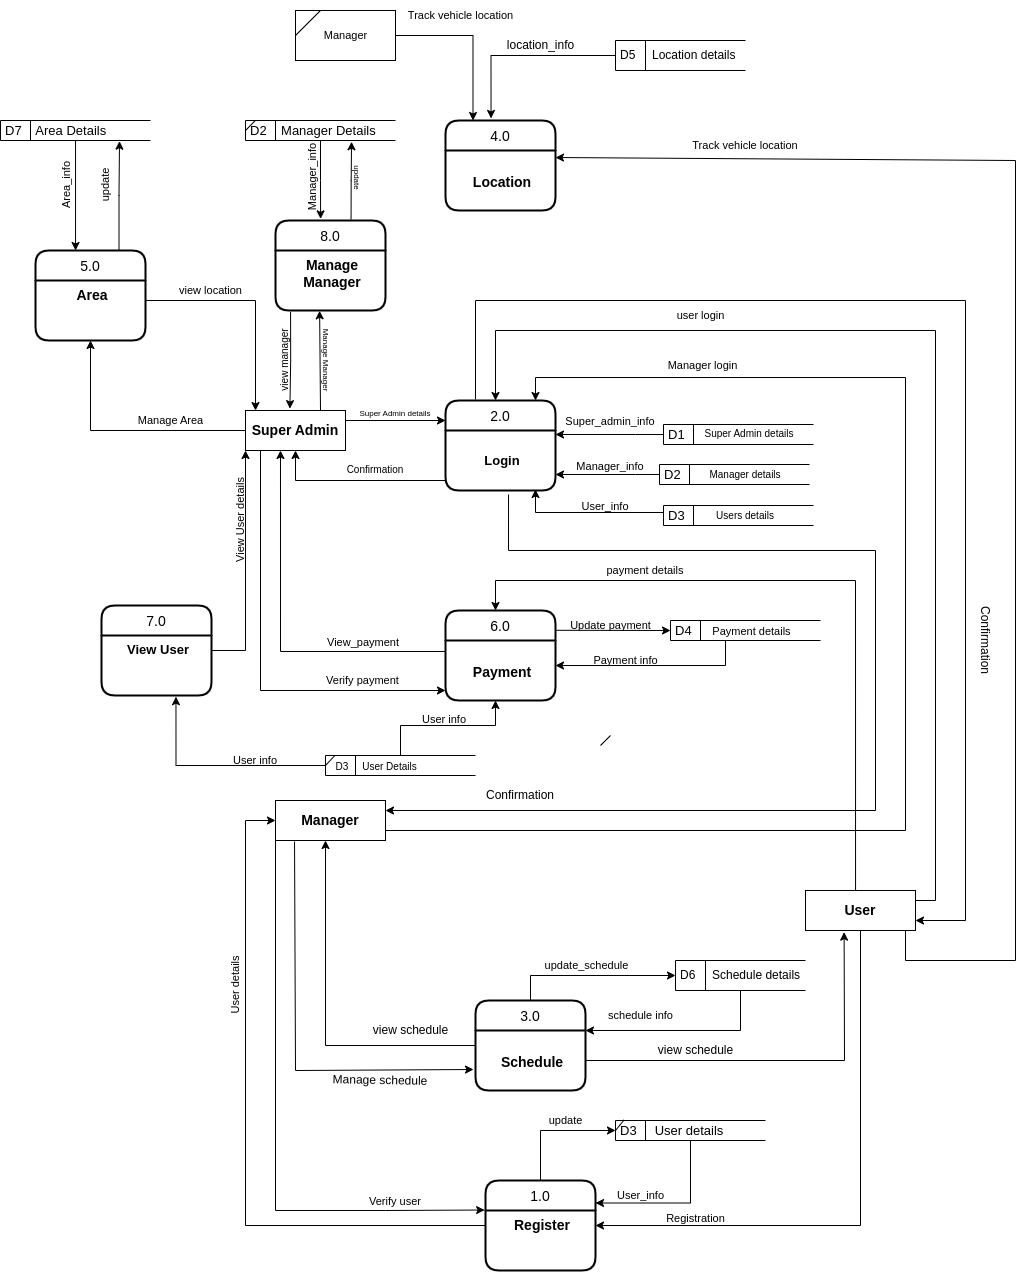 Track vehicle location
Manager
location_info
D5
Location details
D7
Area Details
D2
Manager Details
4.0
Location
Track vehicle location
Area_info
update
Manager_info
update
5.0
Area
8.0
Manage
Manager
view location
user login
view manager
Manage Manager
Manager login
Manage Area
Super Admin
Super Admin details
2.0
Login
Super_admin_info
D1
Super Admin details
Confirmation
Manager_info
D2
Manager details
User_info
D3
Users details
View User details
payment details
7.0
View User
6.0
Payment
Update payment
D4
Payment details
Payment info
View_payment
Verify payment
Confirmation
User info
User info
D3
User Details
Confirmation
Manager
User
User details
update_schedule
D6
Schedule details
3.0
Schedule
schedule info
view schedule
view schedule
Manage schedule
update
D3
User details
1.0
Register
Verify user
User_info
Registration